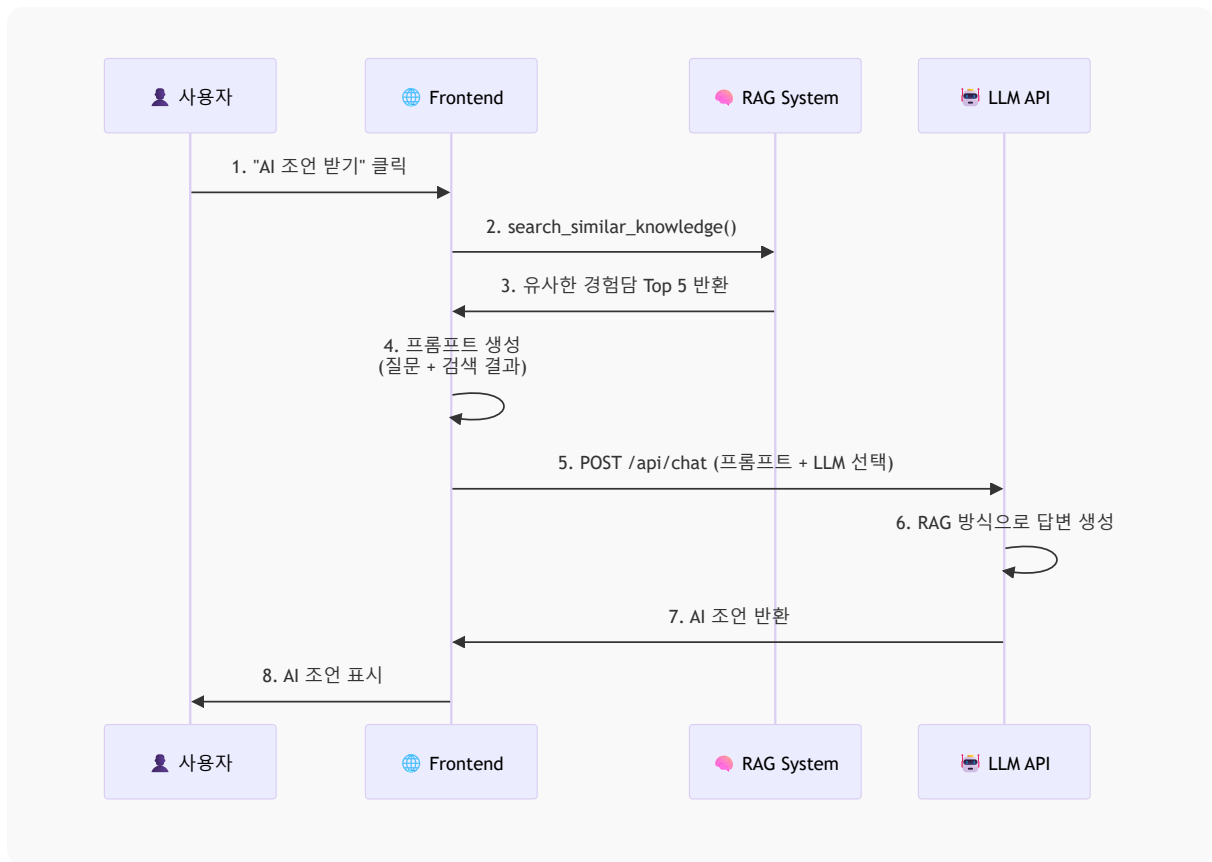 사용자
Frontend
RAG System
LLM API
1. "AI 조언 받기" 클릭
2. search_similar_knowledge()
3. 유사한 경험담 Top 5 반환
4. 프롬프트 생성
(질문 + 검색 결과)
5. POST /api/chat (프롬프트 + LLM 선택)
6. RAG 방식으로 답변 생성
7. AI 조언 반환
8. AI 조언 표시
사용자
Frontend
RAG System
LLM API